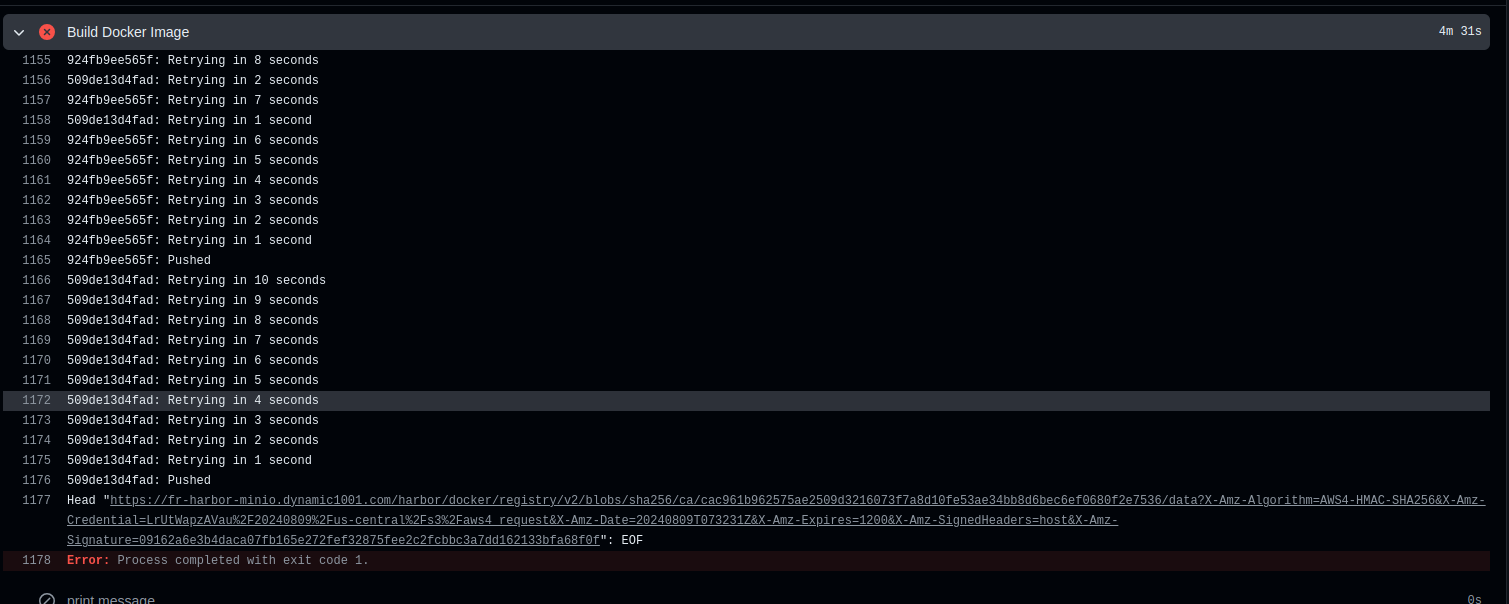 Build Docker Image 4m 31s
1155 924fb9ee565f: Retrying in 8 seconds
1156 509de13d4fad: Retrying in 2 seconds
1157 924fb9ee565f: Retrying in 7 seconds
1158 509de13d4fad: Retrying in 1 second
1159 924fb9ee565f: Retrying in 6 seconds
1160 924fb9ee565f: Retrying in 5 seconds
1161 924fb9ee565f: Retrying in 4 seconds
1162 924fb9ee565f: Retrying in 3 seconds
1163 924fb9ee565f: Retrying in 2 seconds
1164 924fb9ee565f: Retrying in 1 second
1165 924fb9ee565f: Pushed
1166 509de13d4fad: Retrying in 10 seconds
1167 509de13d4fad: Retrying in 9 seconds
1168 509de13d4fad: Retrying in 8 seconds
1169 509de13d4fad: Retrying in 7 seconds
1170 509de13d4fad: Retrying in 6 seconds
1171 509de13d4fad: Retrying in 5 seconds
1172 509de13d4fad: Retrying in 4 seconds
1173 509de13d4fad: Retrying in 3 seconds
1174 509de13d4fad: Retrying in 2 seconds
1175 509de13d4fad: Retrying in 1 second
1176 509de13d4fad: Pushed
1177 Head "https://fr-harbor-minio.dynamic1001.com/harbor/docker/registry/v2/blobs/sha256/ca/cac961b962575ae2509d3216073f7a8d10fe53ae34bb8d6bec6ef0680f2e7536/data?X-Amz-Algorithm=AWS4-HMAC-SHA256&X-Amz-
Credential=LrUtWapzAVau%2F20240809%2Fus-central%2Fs3%2Faws4_request&X-Amz-Date=20240809T073231Z&X-Amz-Expires=1200&X-Amz-SignedHeaders=host&X-Amz-
Signature=09162a6e3b4daca07fb165e272fef32875fee2c2fcbbc3a7dd162133bfa68f0f": EOF
1178 Error: Process completed with exit code 1.
print message 0s